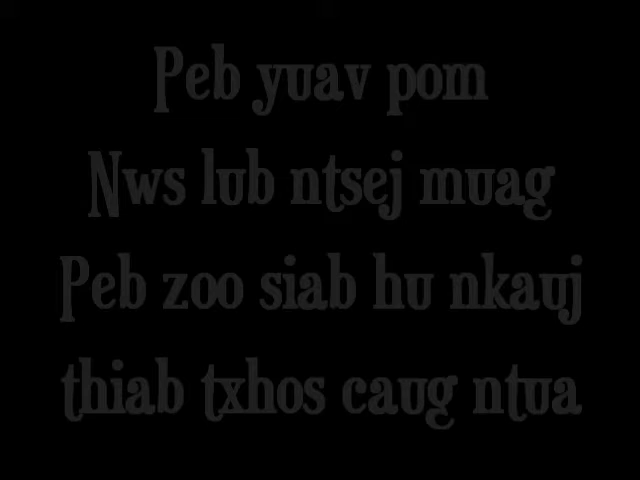 Peb yuav pom
Nws lub ntsej muag
Peb zoo siab hu nkauj
thiab txhos caug ntua